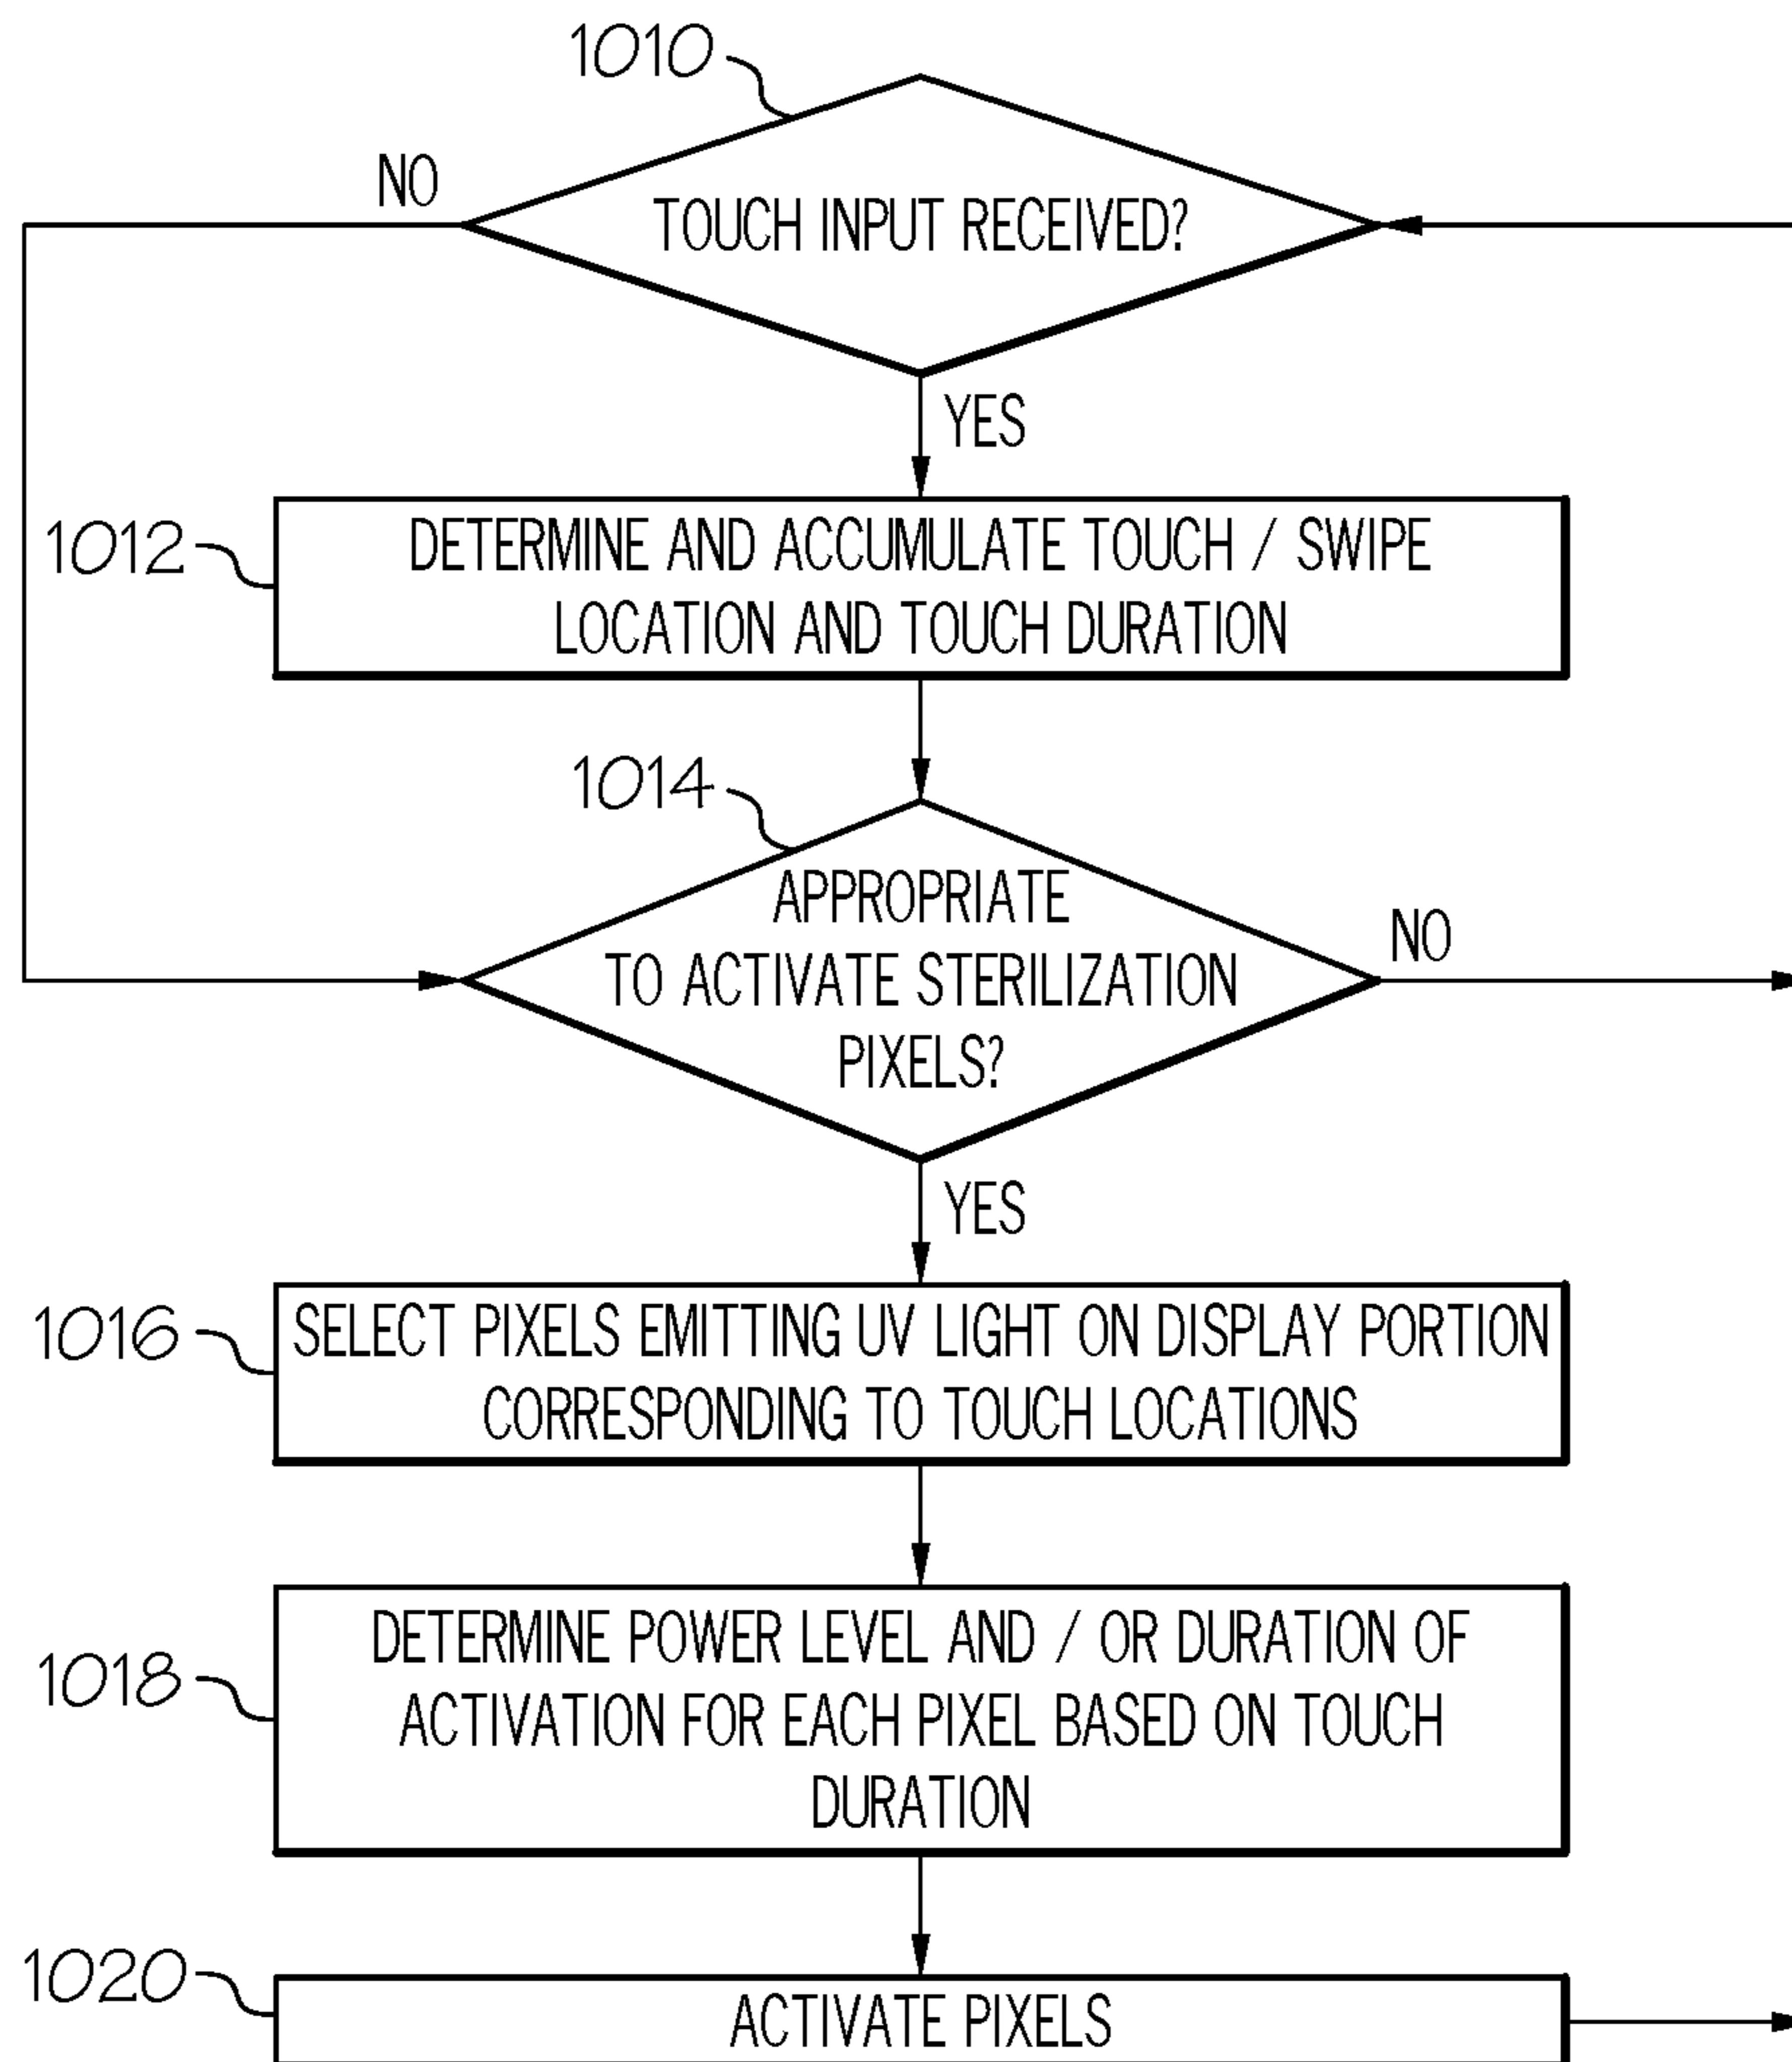 1010
NO
TOUCH INPUT RECEIVED?
YES
1012
DETERMINE AND ACCUMULATE TOUCH / SWIPE
LOCATION AND TOUCH DURATION
1014
APPROPRIATE
TO ACTIVATE STERILIZATION
PIXELS?
NO
YES
1016
SELECT PIXELS EMITTING UV LIGHT ON DISPLAY PORTION
CORRESPONDING TO TOUCH LOCATIONS
1018
DETERMINE POWER LEVEL AND / OR DURATION OF
ACTIVATION FOR EACH PIXEL BASED ON TOUCH
DURATION
1020
ACTIVATE PIXELS